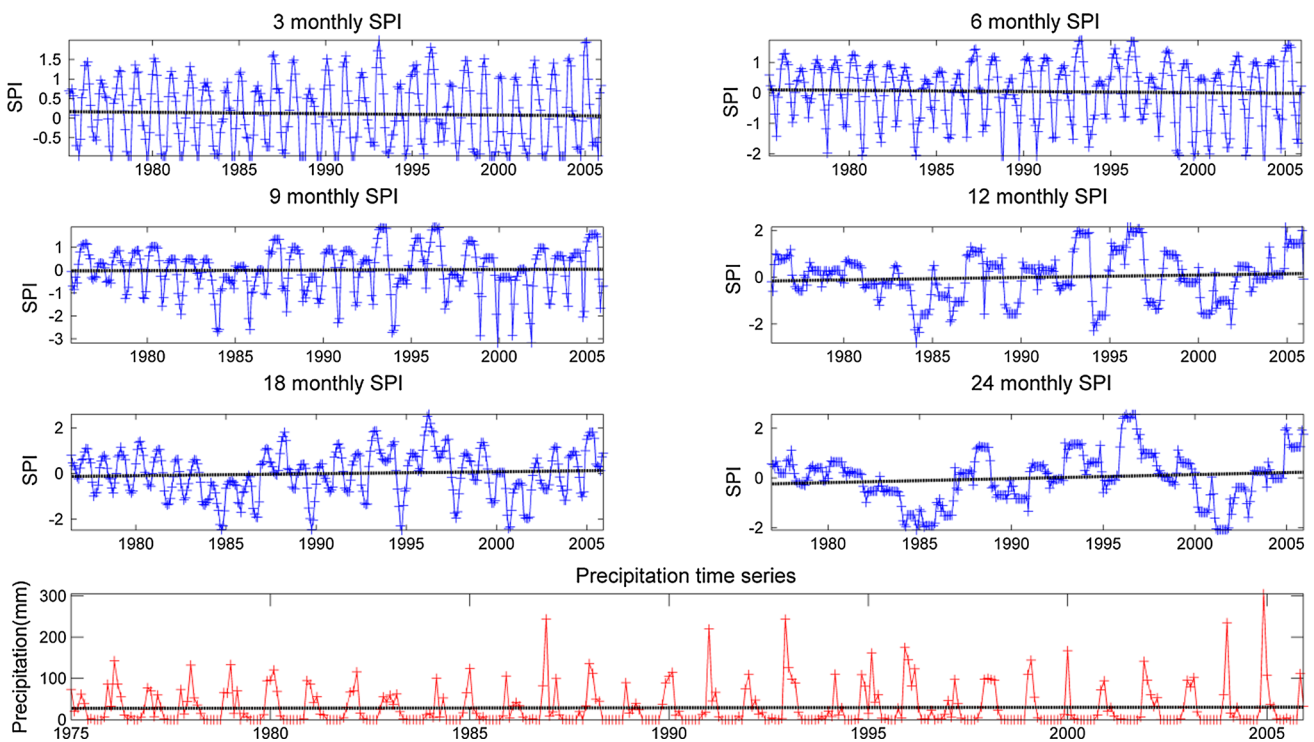 3 monthly SPI
SPI
1.5
1
0.5
0
-0.5
1980 1985 1990 1995 2000 2005
6 monthly SPI
SPI
1
0
-1
-2
1980 1985 1990 1995 2000 2005
9 monthly SPI
SPI
1
0
-1
-2
-3
1980 1985 1990 1995 2000 2005
12 monthly SPI
SPI
2
0
-2
1980 1985 1990 1995 2000 2005
18 monthly SPI
SPI
2
0
-2
1980 1985 1990 1995 2000 2005
24 monthly SPI
SPI
2
0
-2
1980 1985 1990 1995 2000 2005
Precipitation time series
Precipitation(mm)
300
200
100
0
1975 1980 1985 1990 1995 2000 2005